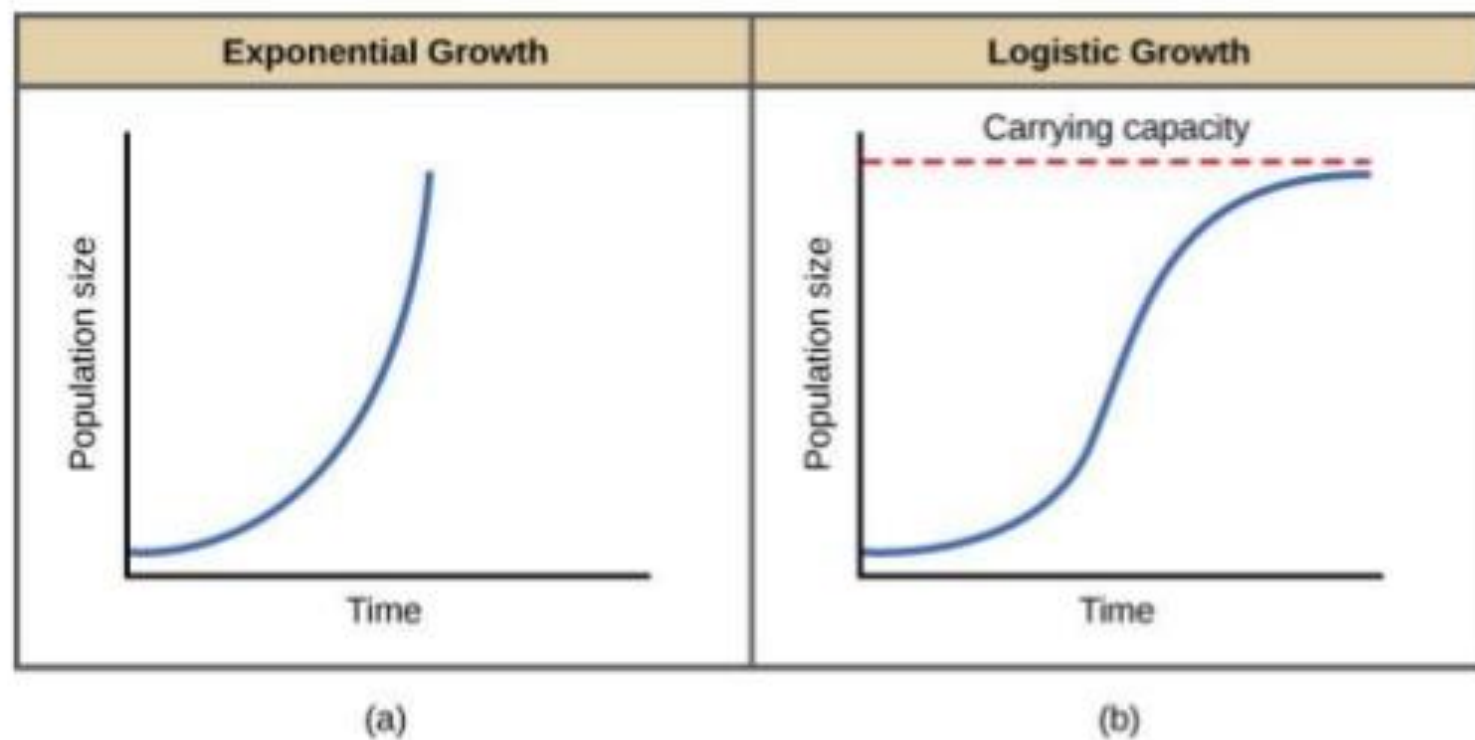 Exponential Growth
Population size
Time
(a)
Logistic Growth
Carrying capacity
Population size
Time
(b)